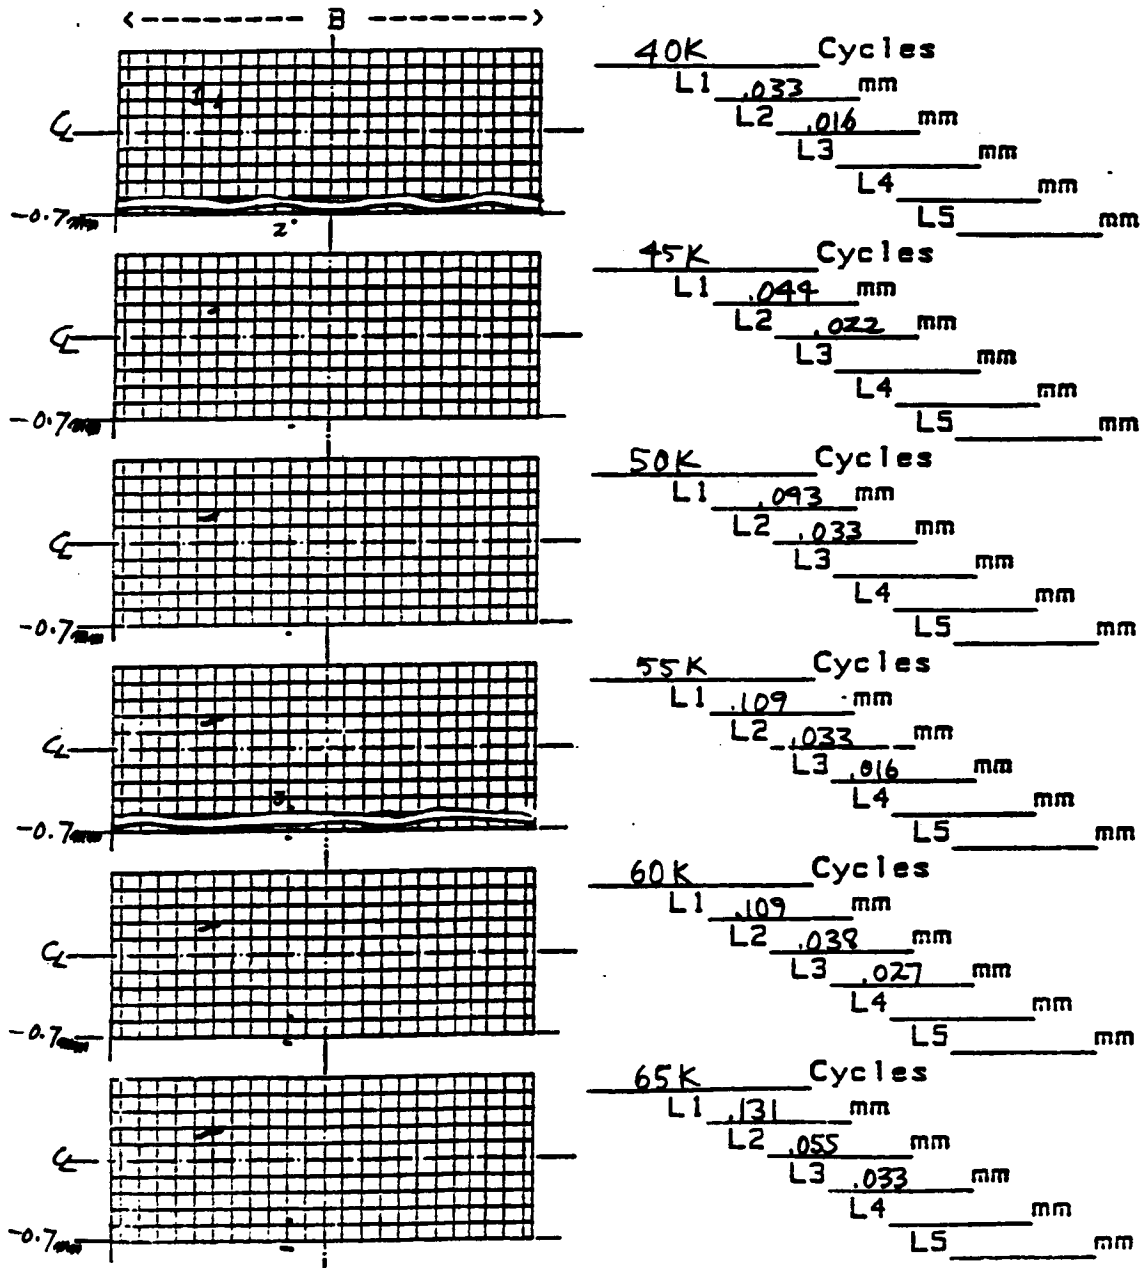 B
40K Cycles
L1 .033 mm
L2 .016 mm
L3 mm
L4 mm
L5 mm
1
℄
-0.7mm
2
45K Cycles
L1 .044 mm
L2 .022 mm
L3 mm
L4 mm
L5 mm
℄
-0.7mm
50K Cycles
L1 .093 mm
L2 .033 mm
L3 mm
L4 mm
L5 mm
℄
-0.7mm
55K Cycles
L1 .109 mm
L2 .033 mm
L3 .016 mm
L4 mm
L5 mm
℄
3
-0.7mm
60K Cycles
L1 .109 mm
L2 .038 mm
L3 .027 mm
L4 mm
L5 mm
℄
-0.7mm
65K Cycles
L1 .131 mm
L2 .055 mm
L3 .033 mm
L4 mm
L5 mm
℄
-0.7mm